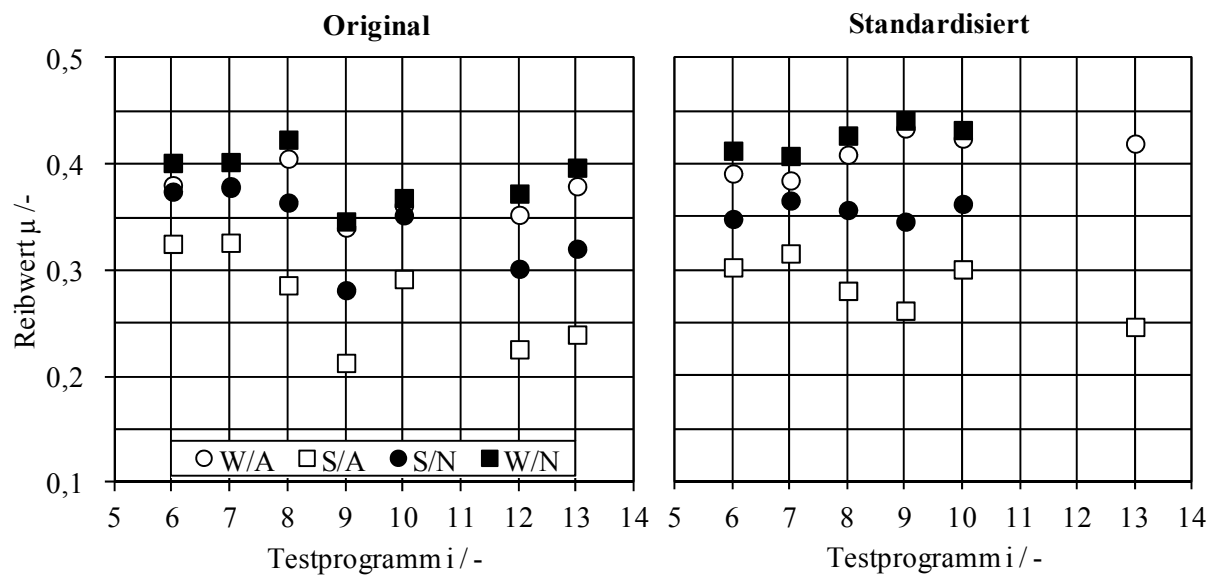 Original
Standardisiert
Reibwert µ /-
0,5
0,4
0,3
0,2
0,1
W/A S/A S/N W/N
5 6 7 8 9 10 11 12 13 14
5 6 7 8 9 10 11 12 13 14
Testprogramm i / -
Testprogramm i / -